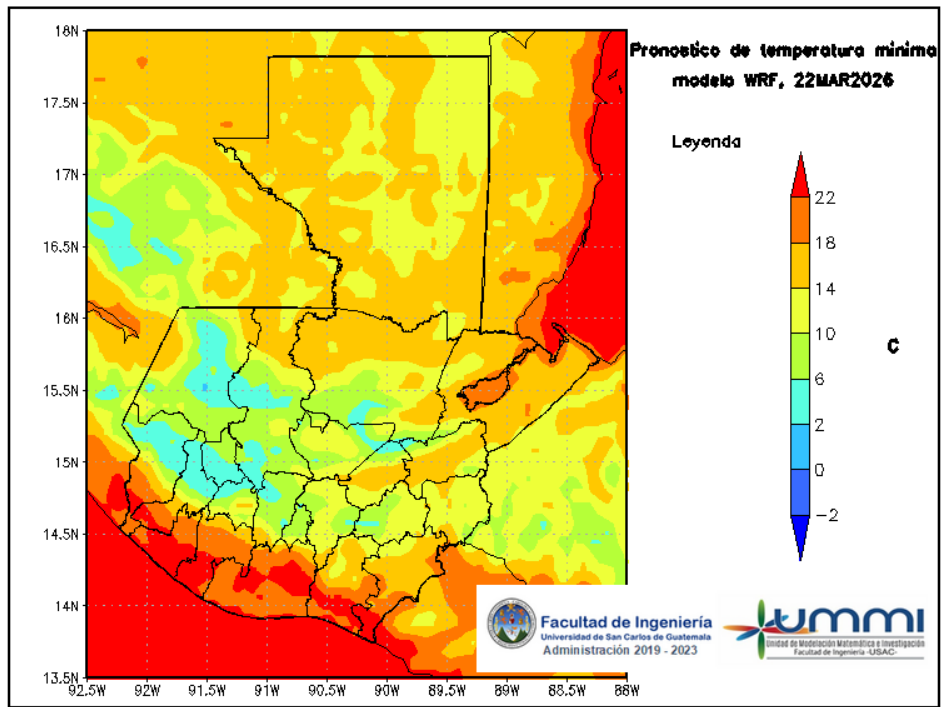 Pronostico de temperatura minima
modelo WRF, 22MAR2026
Leyenda
22
18
14
10
6
2
0
−2
C
18N
17.5N
17N
16.5N
16N
15.5N
15N
14.5N
14N
13.5N
92.5W 92W 91.5W 91W 90.5W 90W 89.5W 89W 88.5W 88W
Facultad de Ingeniería
Universidad de San Carlos de Guatemala
Administración 2019 - 2023
UMMI
Unidad de Modelación Matemática e Investigación
Facultad de Ingeniería -USAC-